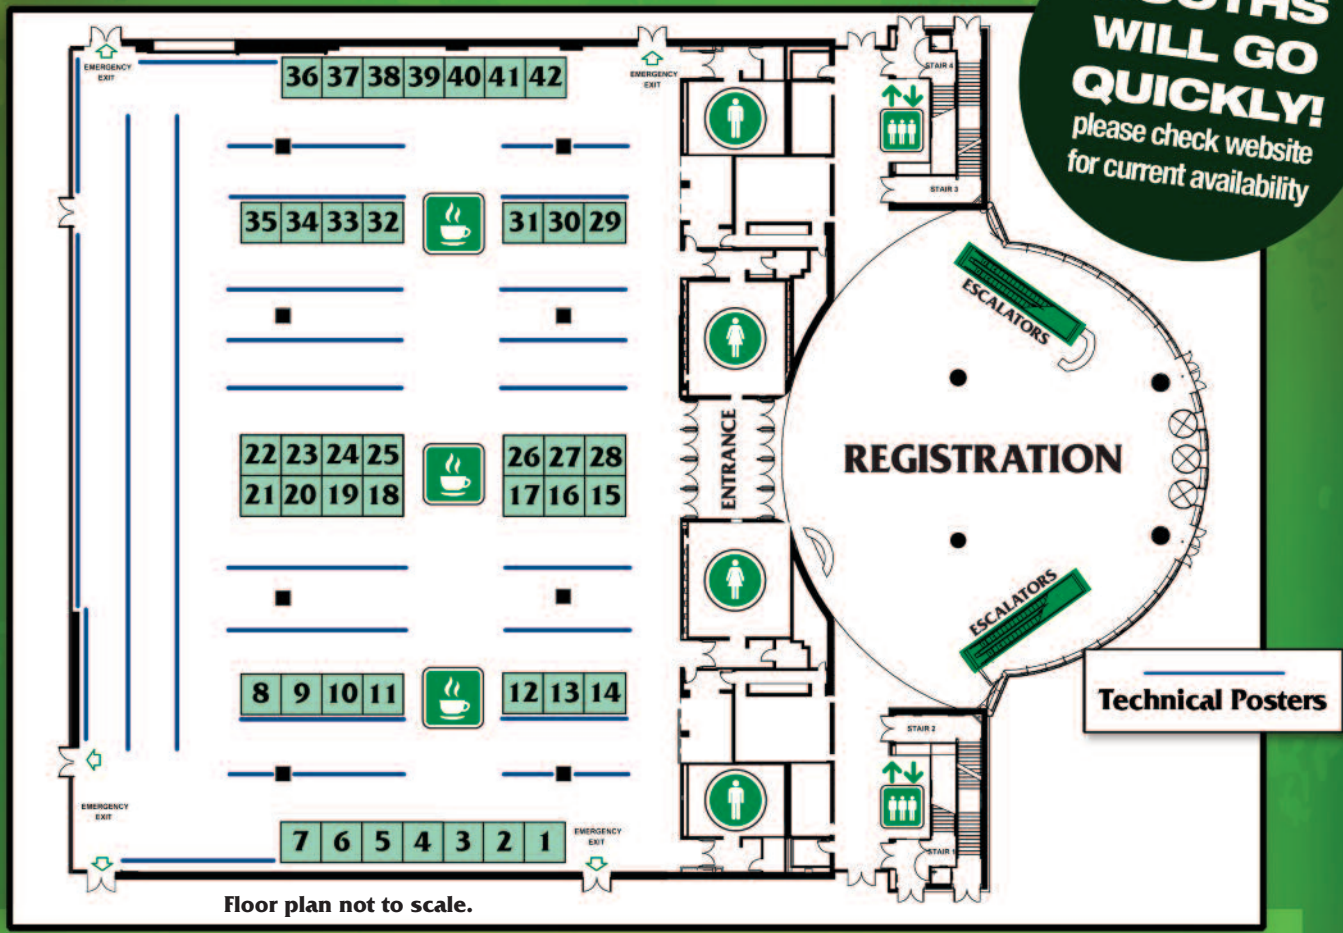 WILL GO
QUICKLY!
please check website
for current availability
EMERGENCY
EXIT
36 37 38 39 40 41 42
EMERGENCY
EXIT
STAIR 4
STAIR 3
35 34 33 32
31 30 29
ESCALATORS
22 23 24 25
26 27 28
21 20 19 18
17 16 15
ENTRANCE
REGISTRATION
ESCALATORS
8 9 10 11
12 13 14
Technical Posters
STAIR 2
EMERGENCY
EXIT
7 6 5 4 3 2 1
EMERGENCY
EXIT
STAIR 1
Floor plan not to scale.